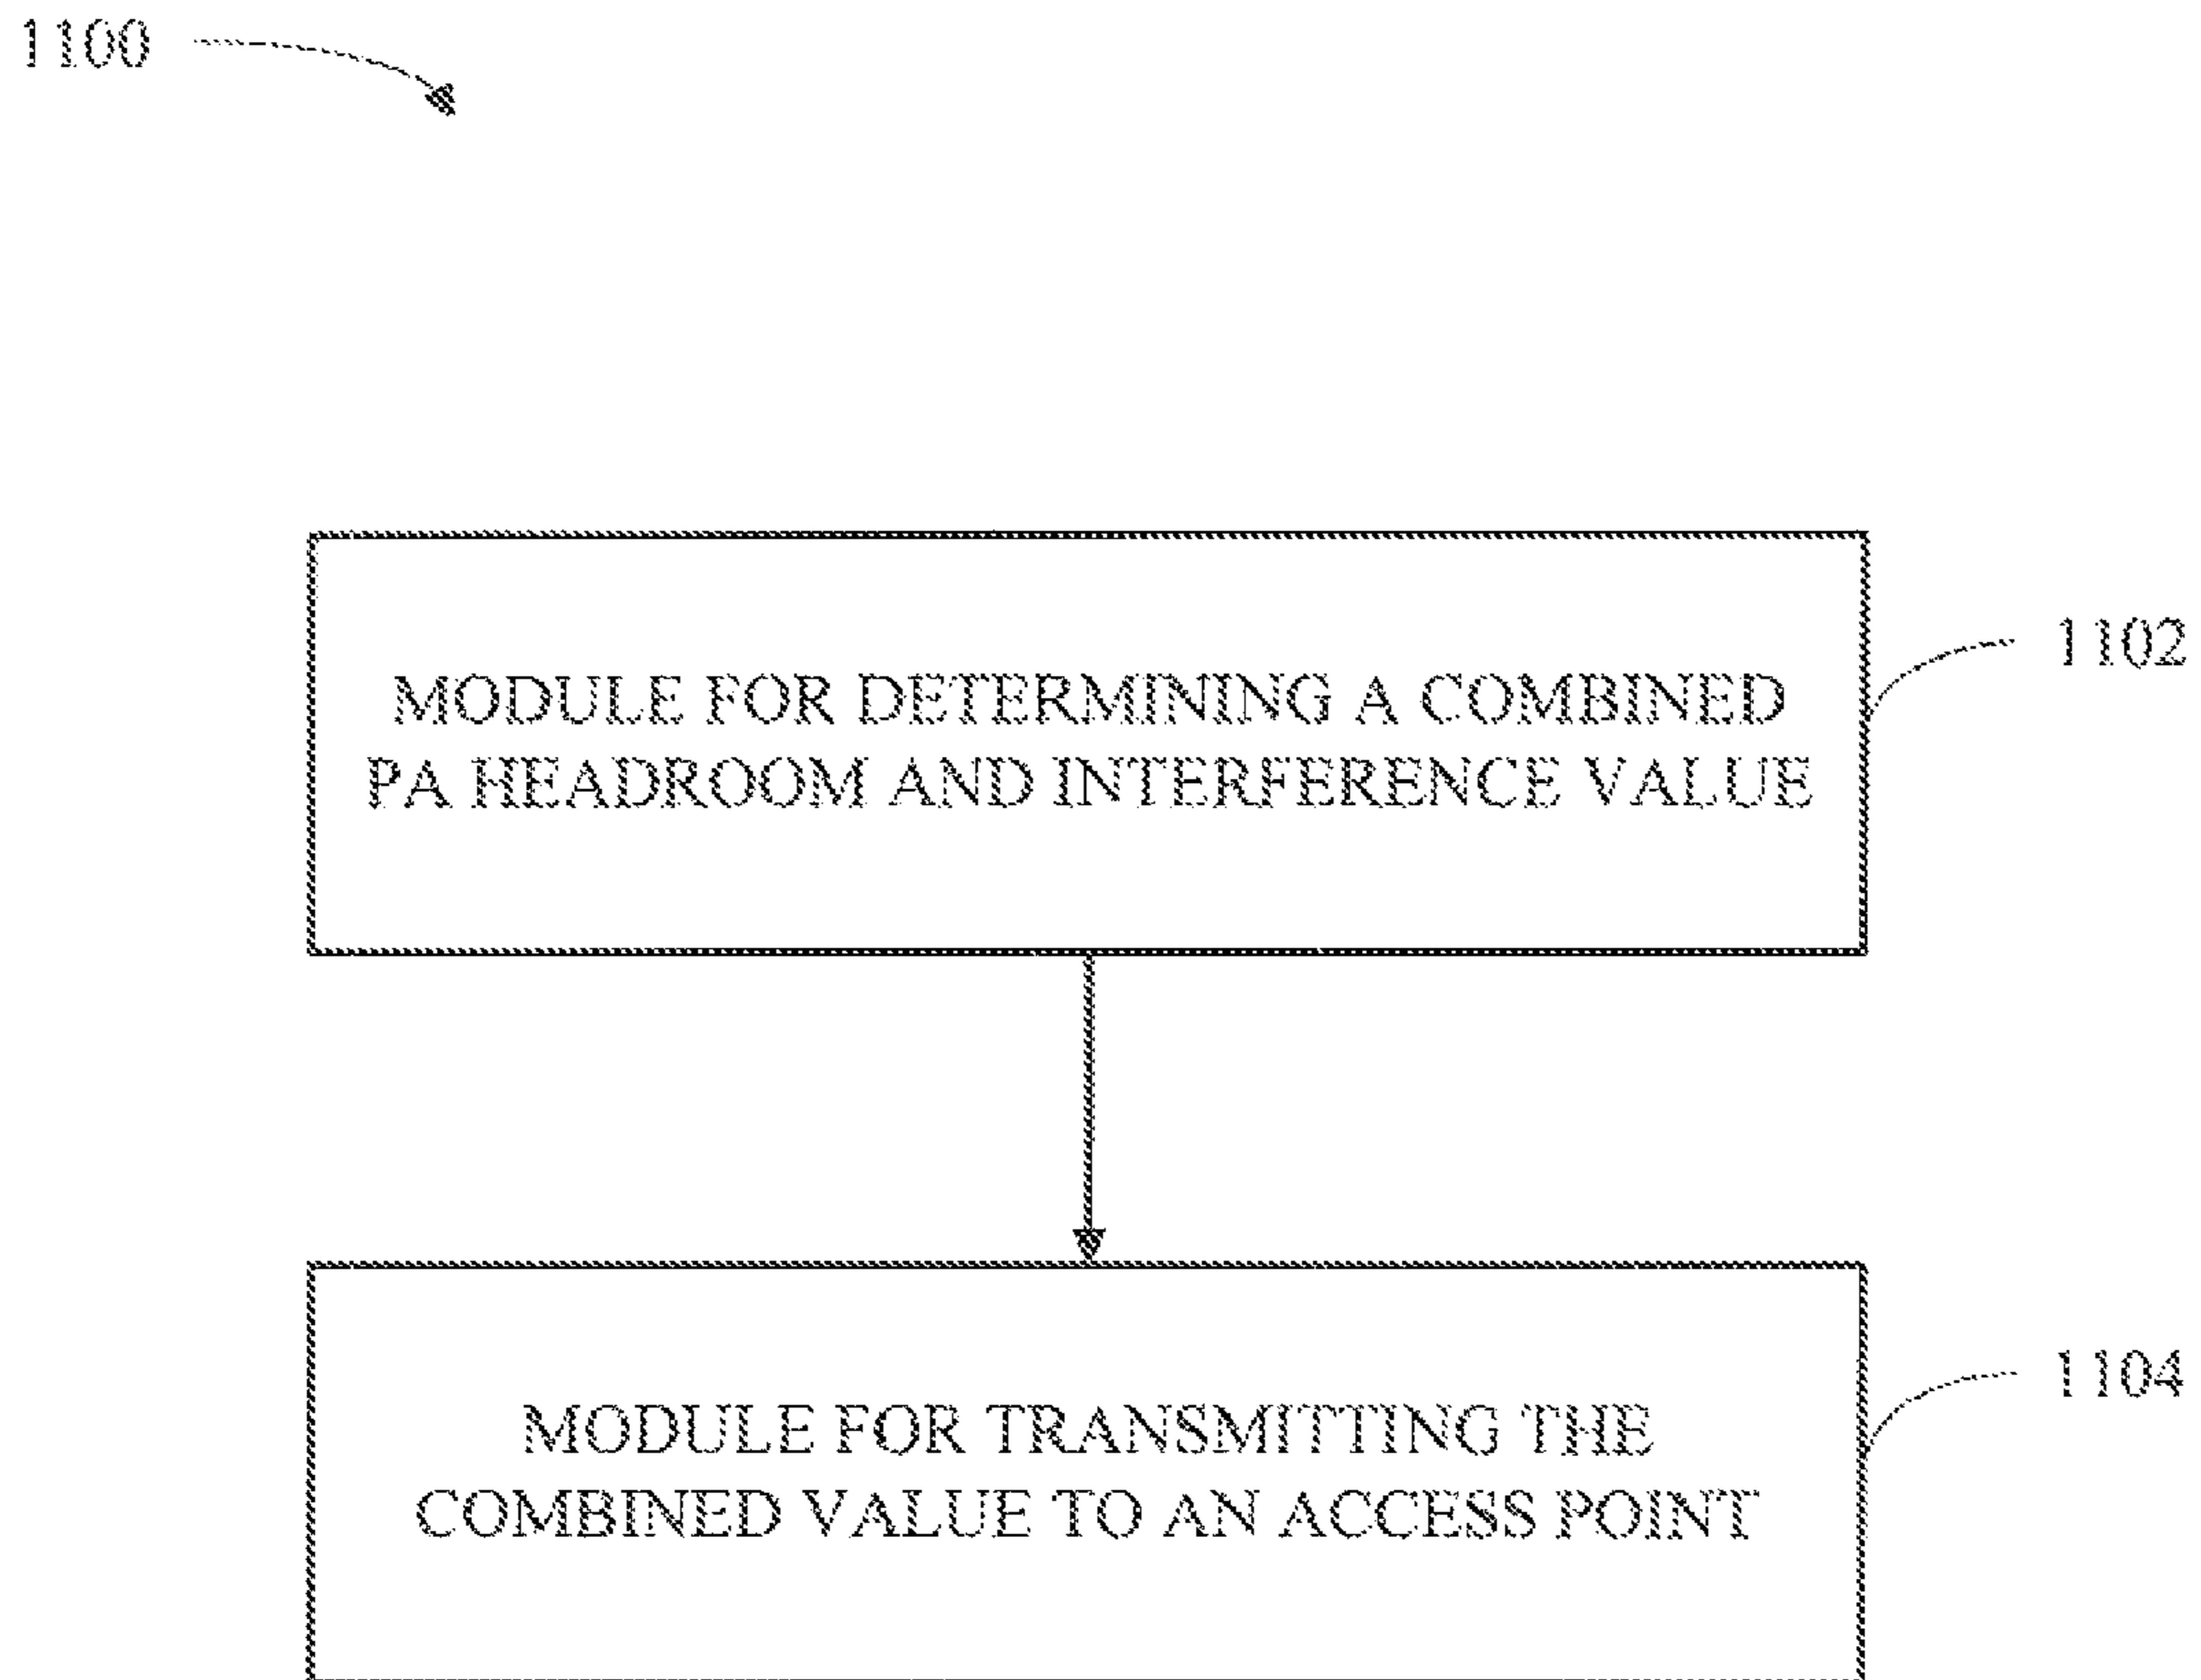 1100
MODULE FOR DETERMINING A COMBINED
PA HEADROOM AND INTERFERENCE VALUE
1102
MODULE FOR TRANSMITTING THE
COMBINED VALUE TO AN ACCESS POINT
1104